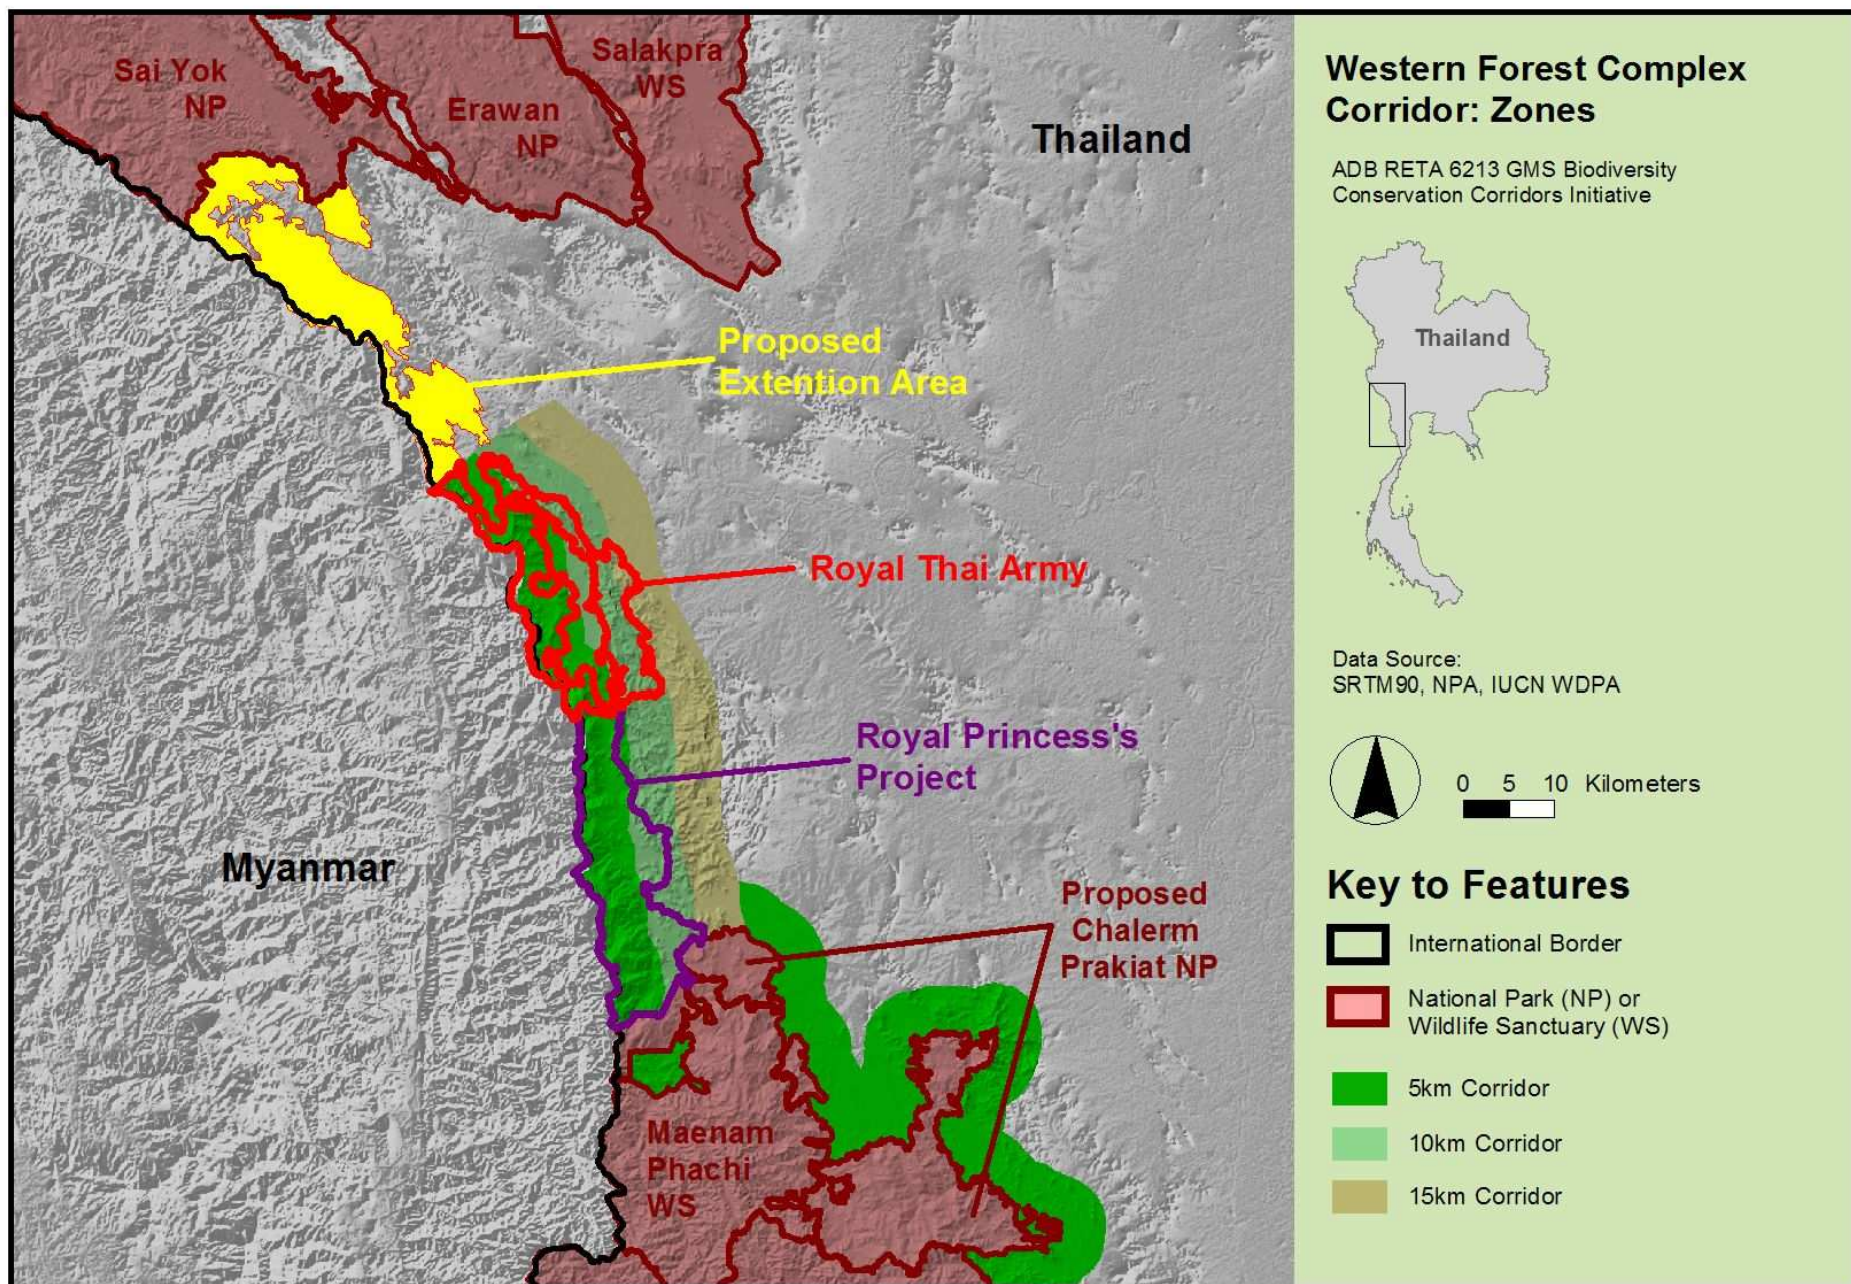 Sai Yok
NP
Erawan
NP
Salakpra
WS
Thailand
Proposed
Extention Area
Royal Thai Army
Royal Princess's
Project
Myanmar
Proposed
Chalerm
Prakiat NP
Maenam
Phachi
WS
Western Forest Complex
Corridor: Zones
ADB RETA 6213 GMS Biodiversity
Conservation Corridors Initiative
Thailand
Data Source:
SRTM90, NPA, IUCN WDPA
0 5 10 Kilometers
Key to Features
International Border
National Park (NP) or
Wildlife Sanctuary (WS)
5km Corridor
10km Corridor
15km Corridor